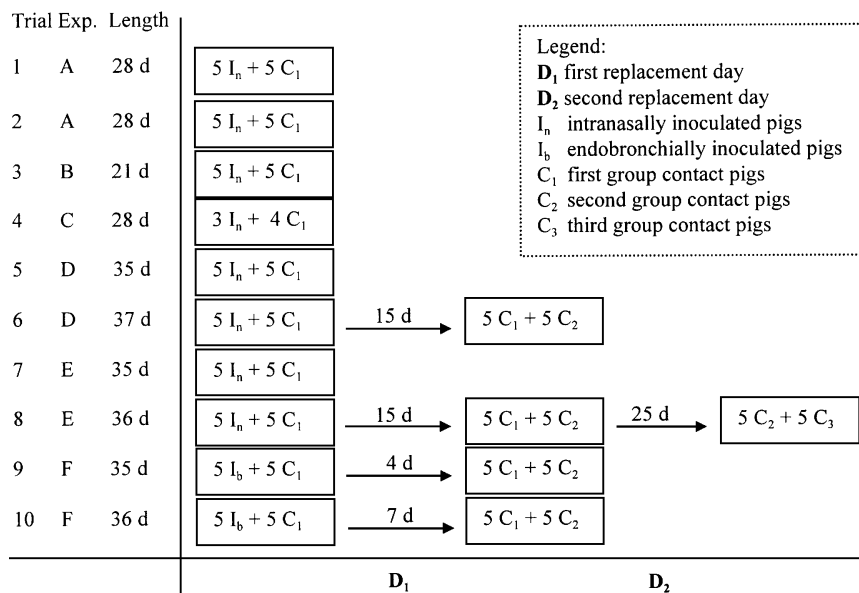 Trial Exp. Length
1 A 28 d 5 Iₙ + 5 C₁
2 A 28 d 5 Iₙ + 5 C₁
3 B 21 d 5 Iₙ + 5 C₁
4 C 28 d 3 Iₙ + 4 C₁
5 D 35 d 5 Iₙ + 5 C₁
6 D 37 d 5 Iₙ + 5 C₁ 15 d 5 C₁ + 5 C₂
7 E 35 d 5 Iₙ + 5 C₁
8 E 36 d 5 Iₙ + 5 C₁ 15 d 5 C₁ + 5 C₂ 25 d 5 C₂ + 5 C₃
9 F 35 d 5 I_b + 5 C₁ 4 d 5 C₁ + 5 C₂
10 F 36 d 5 I_b + 5 C₁ 7 d 5 C₁ + 5 C₂
D₁ D₂
Legend:
D₁ first replacement day
D₂ second replacement day
Iₙ intranasally inoculated pigs
I_b endobronchially inoculated pigs
C₁ first group contact pigs
C₂ second group contact pigs
C₃ third group contact pigs